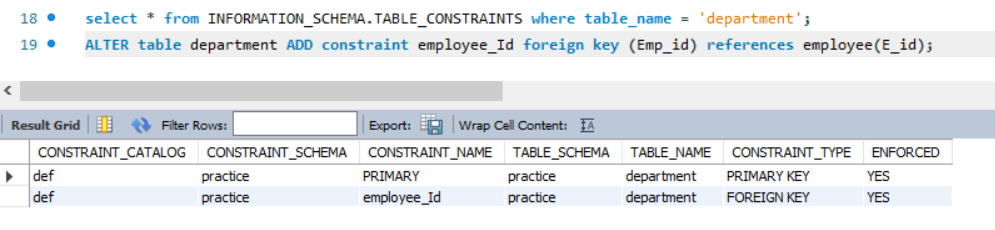 18 select * from INFORMATION_SCHEMA.TABLE_CONSTRAINTS where table_name = 'department';
19 ALTER table department ADD constraint employee_Id foreign key (Emp_id) references employee(E_id);
Result Grid Filter Rows: Export: Wrap Cell Content: IA
CONSTRAINT_CATALOG CONSTRAINT_SCHEMA CONSTRAINT_NAME TABLE_SCHEMA TABLE_NAME CONSTRAINT_TYPE ENFORCED
def practice PRIMARY practice department PRIMARY KEY YES
def practice employee_Id practice department FOREIGN KEY YES